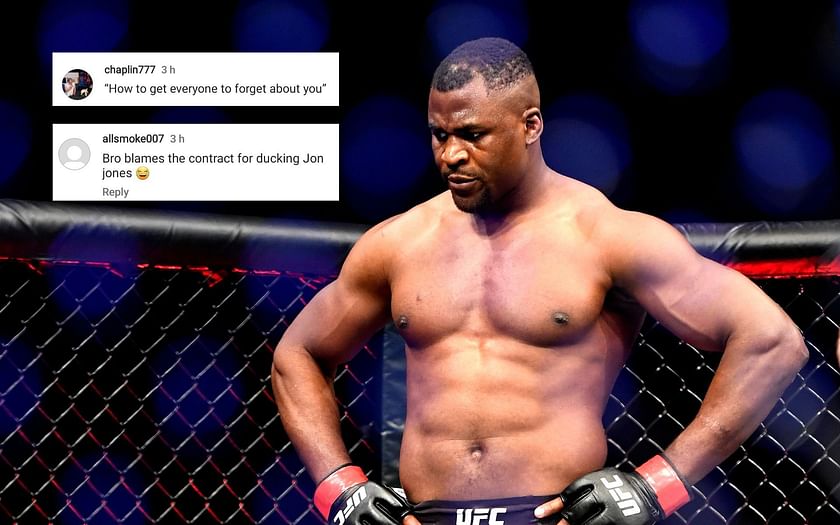 chaplin777 3 h
“How to get everyone to forget about you”
allsmoke007 3 h
Bro blames the contract for ducking Jon
jones 😂
Reply
UFC
UFC
UFC